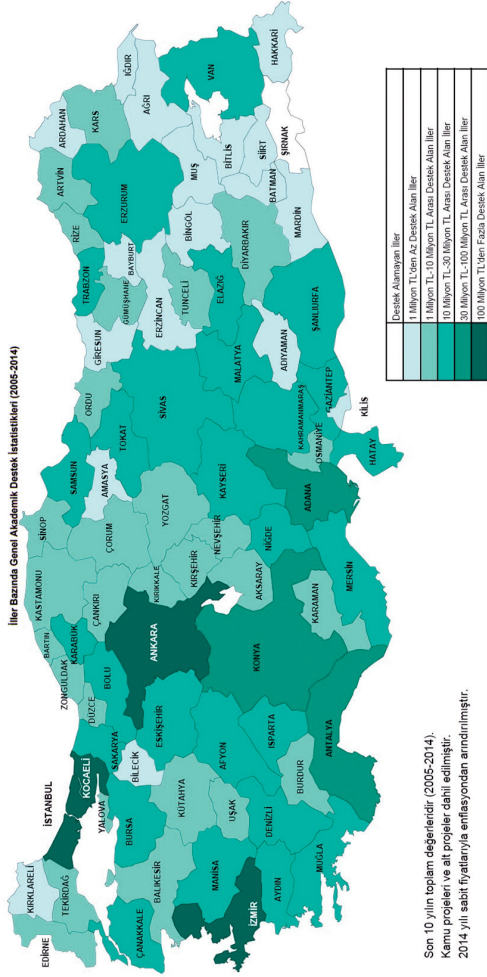 İller Bazında Genel Akademik Destek İstatistikleri (2005-2014)
KIRKLARELİ
EDİRNE
TEKİRDAĞ
İSTANBUL
KOCAELİ
YALOVA
SAKARYA
DÜZCE
ZONGULDAK
BARTIN
KARABÜK
KASTAMONU
SİNOP
SAMSUN
ORDU
GİRESUN
TRABZON
RİZE
ARTVİN
ARDAHAN
KARS
IĞDIR
AĞRI
ERZURUM
BAYBURT
GÜMÜŞHANE
ERZİNCAN
TUNCELİ
BİNGÖL
MUŞ
BİTLİS
VAN
HAKKARİ
ŞIRNAK
SİİRT
BATMAN
MARDİN
DİYARBAKIR
ELAZIĞ
MALATYA
ADIYAMAN
ŞANLIURFA
GAZİANTEP
KİLİS
HATAY
OSMANİYE
KAHRAMANMARAŞ
SİVAS
TOKAT
AMASYA
ÇORUM
YOZGAT
KAYSERİ
NEVŞEHİR
KIRŞEHİR
KIRIKKALE
ÇANKIRI
ANKARA
BOLU
BİLECİK
ESKİŞEHİR
BURSA
ÇANAKKALE
BALIKESİR
KÜTAHYA
MANİSA
UŞAK
AFYON
İZMİR
AYDIN
DENİZLİ
MUĞLA
BURDUR
ISPARTA
ANTALYA
KONYA
AKSARAY
NİĞDE
KARAMAN
MERSİN
ADANA
Son 10 yılın toplam değerleridir (2005-2014).
Kamu projeleri ve alt projeler dahil edilmiştir.
2014 yılı sabit fiyatlarıyla enflasyondan arındırılmıştır.
Destek Alamayan İller
1 Milyon TL'den Az Destek Alan İller
1 Milyon TL-10 Milyon TL Arası Destek Alan İller
10 Milyon TL-30 Milyon TL Arası Destek Alan İller
30 Milyon TL-100 Milyon TL Arası Destek Alan İller
100 Milyon TL'den Fazla Destek Alan İller